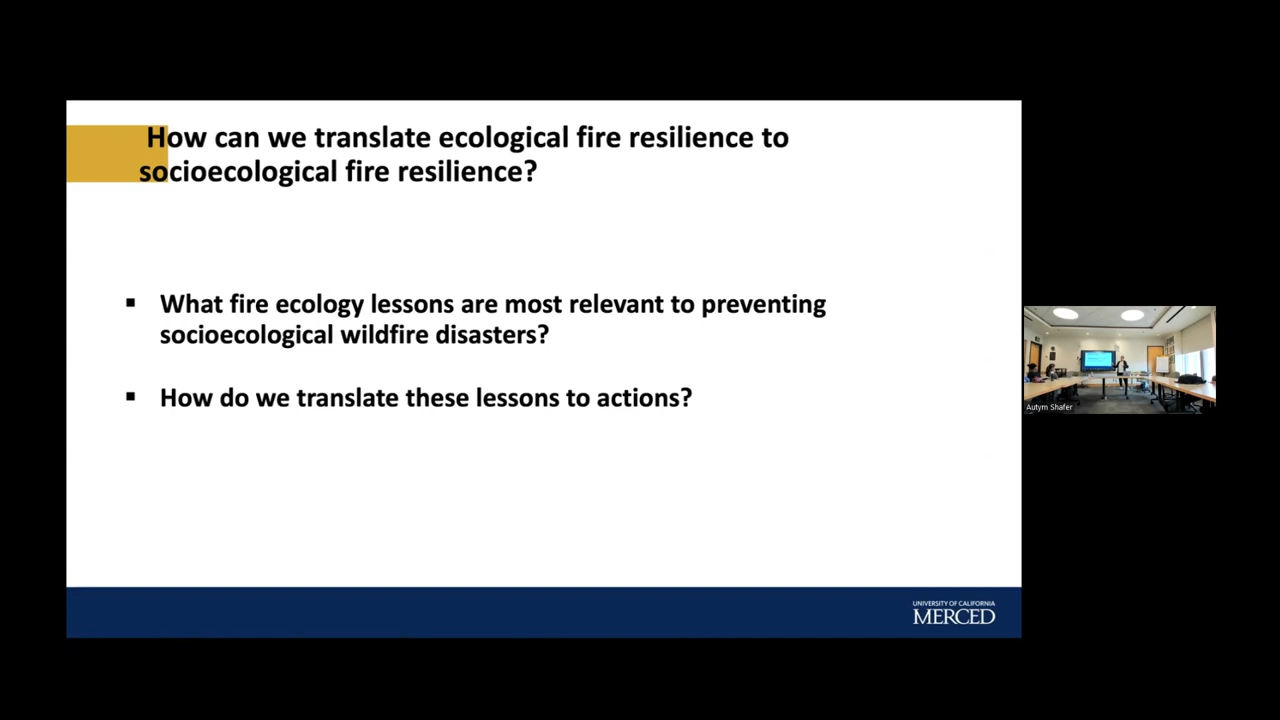 How can we translate ecological fire resilience to
socioecological fire resilience?
▪ What fire ecology lessons are most relevant to preventing
socioecological wildfire disasters?
▪ How do we translate these lessons to actions?
UNIVERSITY OF CALIFORNIA
MERCED
Autym Shafer